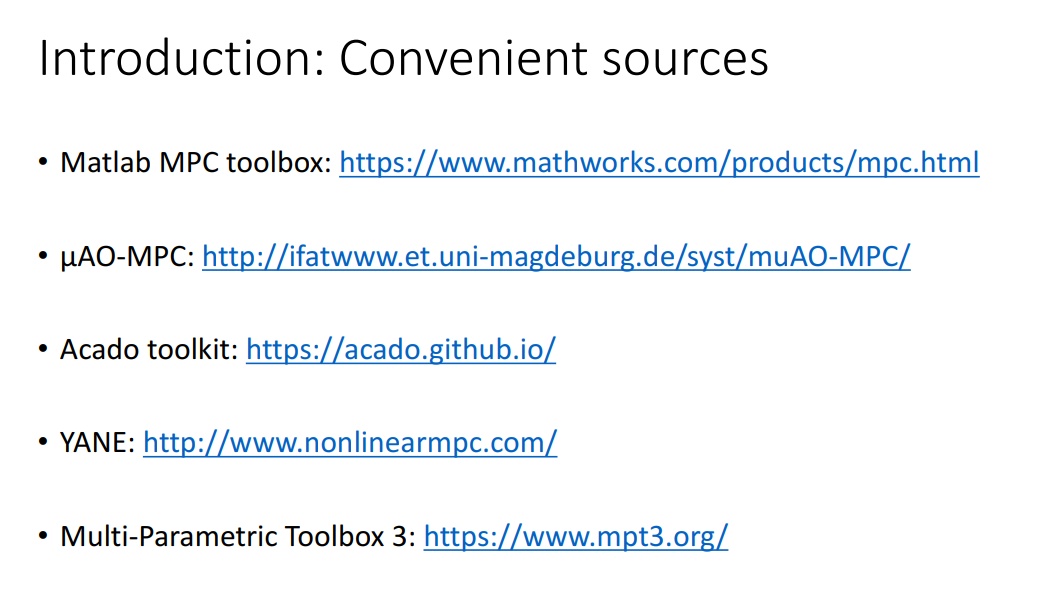 Introduction: Convenient sources
• Matlab MPC toolbox: https://www.mathworks.com/products/mpc.html
• µAO-MPC: http://ifatwww.et.uni-magdeburg.de/syst/muAO-MPC/
• Acado toolkit: https://acado.github.io/
• YANE: http://www.nonlinearmpc.com/
• Multi-Parametric Toolbox 3: https://www.mpt3.org/